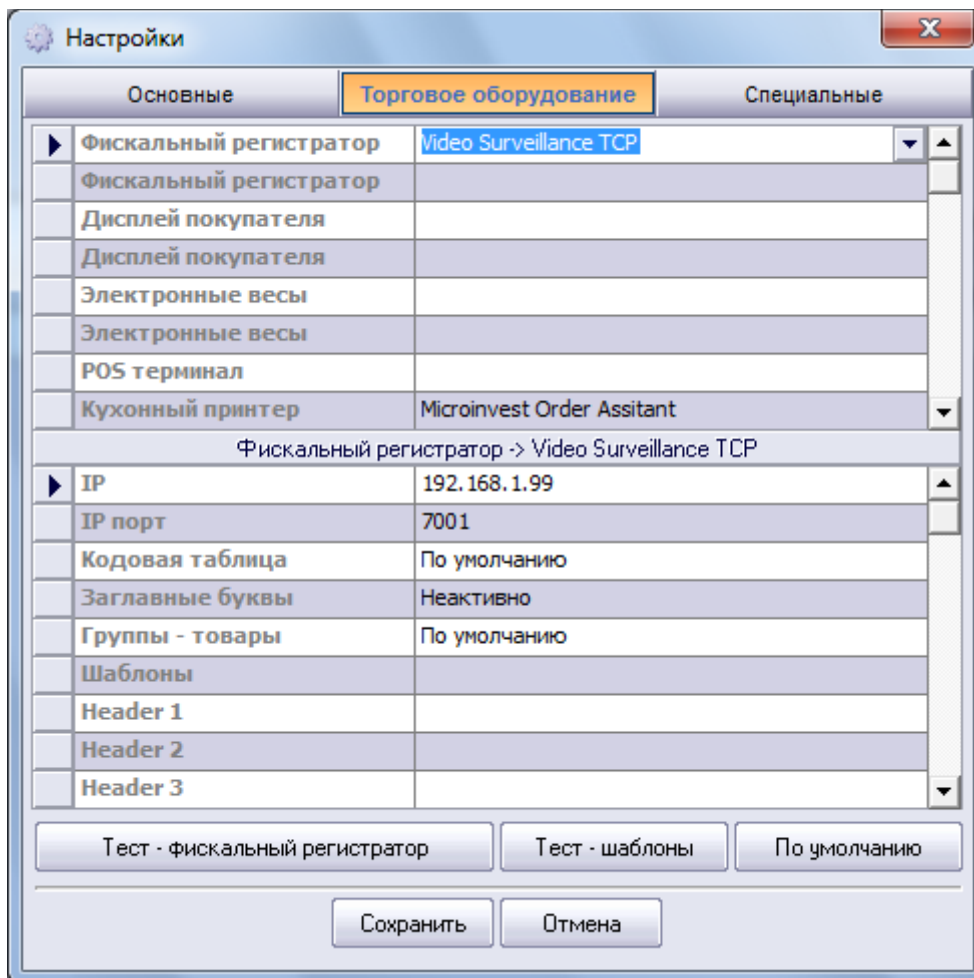 Настройки
Основные Торговое оборудование Специальные
Фискальный регистратор Video Surveillance TCP
Фискальный регистратор
Дисплей покупателя
Дисплей покупателя
Электронные весы
Электронные весы
POS терминал
Кухонный принтер Microinvest Order Assitant
Фискальный регистратор -> Video Surveillance TCP
IP 192.168.1.99
IP порт 7001
Кодовая таблица По умолчанию
Заглавные буквы Неактивно
Группы - товары По умолчанию
Шаблоны
Header 1
Header 2
Header 3
Тест - фискальный регистратор Тест - шаблоны По умолчанию
Сохранить Отмена